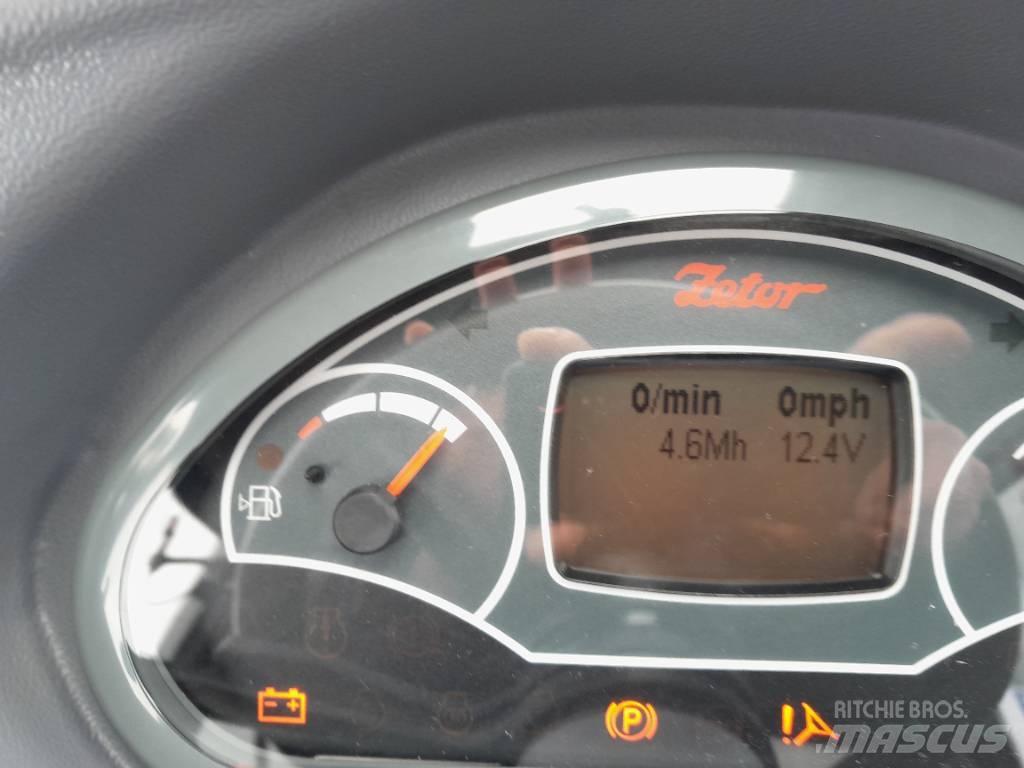 Zetor
0/min 0mph
4.6Mh 12.4V
P
RITCHIE BROS.
MASCUS